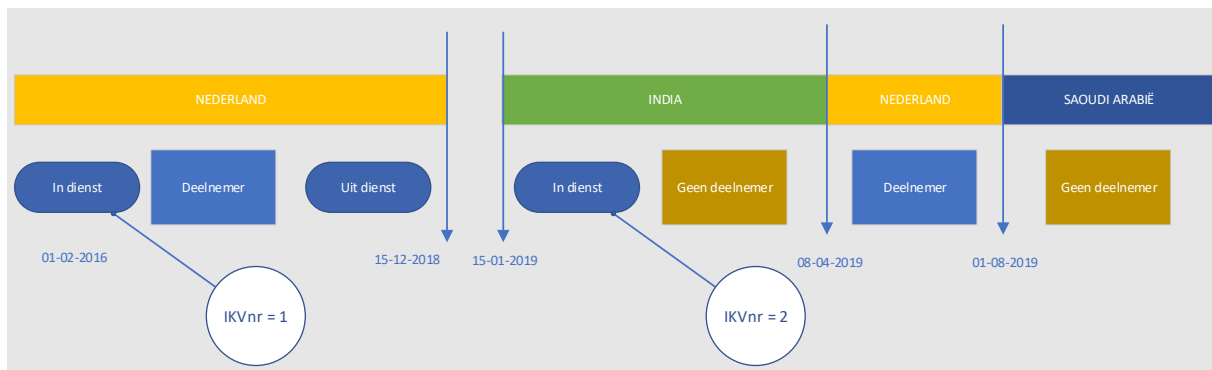 NEDERLAND
INDIA
NEDERLAND
SAOUDI ARABIË
In dienst
Deelnemer
Uit dienst
In dienst
Geen deelnemer
Deelnemer
Geen deelnemer
01-02-2016
15-12-2018
15-01-2019
08-04-2019
01-08-2019
IKVnr = 1
IKVnr = 2